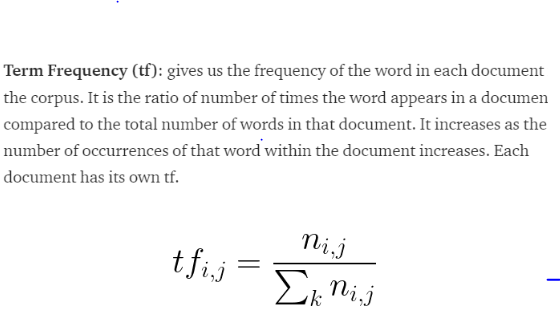 Term Frequency (tf): gives us the frequency of the word in each document
the corpus. It is the ratio of number of times the word appears in a documen
compared to the total number of words in that document. It increases as the
number of occurrences of that word within the document increases. Each
document has its own tf.
tf_{i,j} = \frac{n_{i,j}}{\sum_k n_{i,j}}